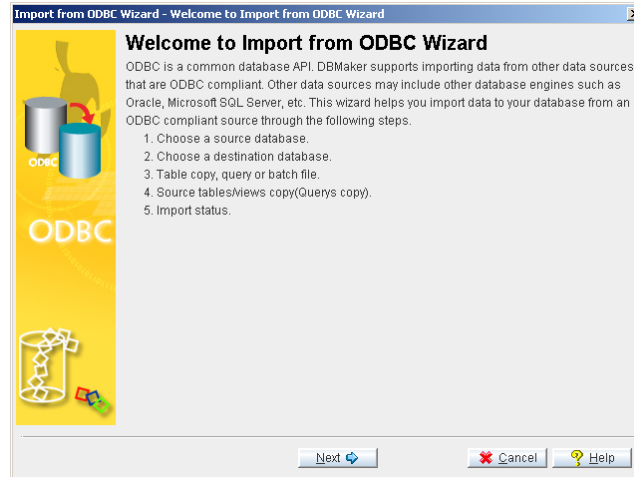 Import from ODBC Wizard - Welcome to Import from ODBC Wizard
Welcome to Import from ODBC Wizard
ODBC is a common database API. DBMaker supports importing data from other data sources
that are ODBC compliant. Other data sources may include other database engines such as
Oracle, Microsoft SQL Server, etc. This wizard helps you import data to your database from an
ODBC compliant source through the following steps.
1. Choose a source database.
2. Choose a destination database.
3. Table copy, query or batch file.
4. Source tables/views copy(Querys copy).
5. Import status.
ODBC
ODBC
Next
Cancel
Help